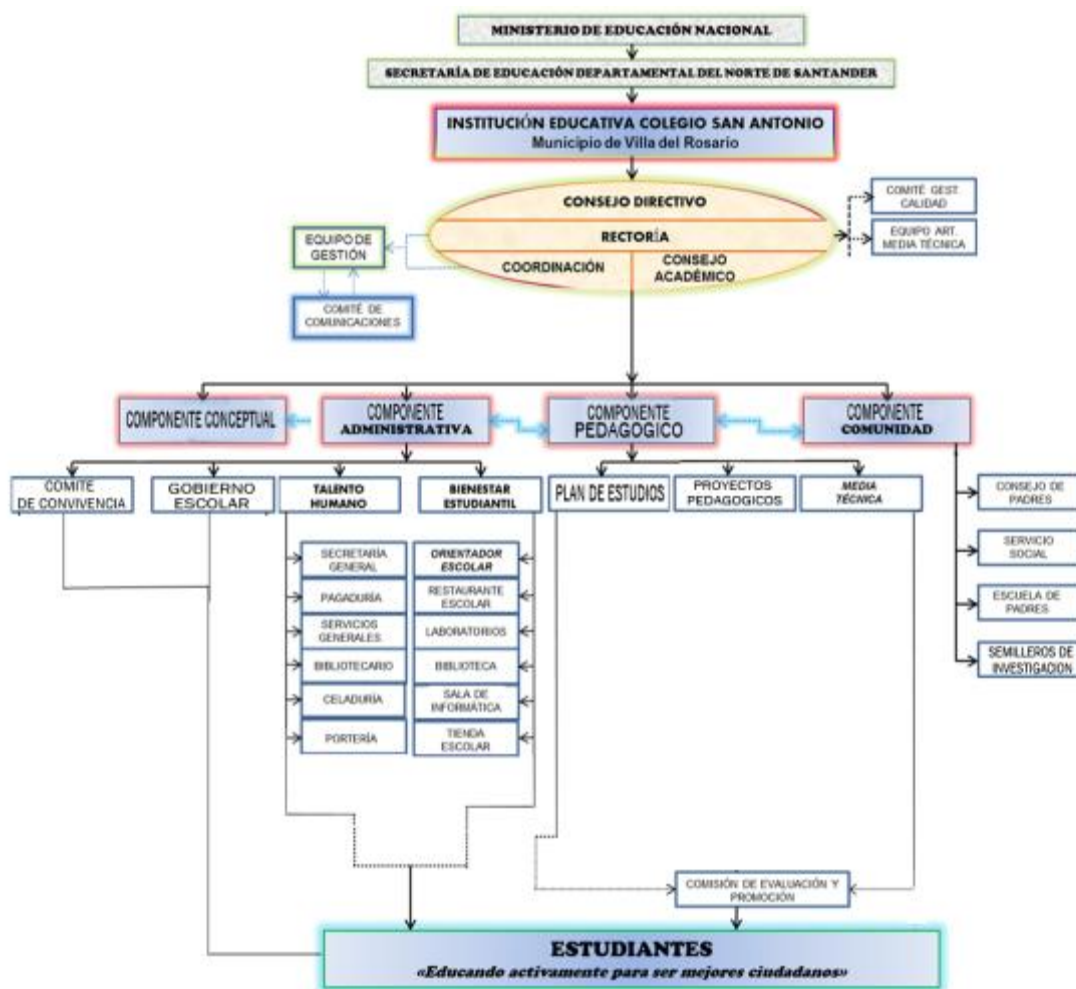 MINISTERIO DE EDUCACIÓN NACIONAL
SECRETARÍA DE EDUCACIÓN DEPARTAMENTAL DEL NORTE DE SANTANDER
INSTITUCIÓN EDUCATIVA COLEGIO SAN ANTONIO
Municipio de Villa del Rosario
CONSEJO DIRECTIVO
RECTORÍA
COORDINACIÓN
CONSEJO
ACADÉMICO
COMITÉ GEST.
CALIDAD
EQUIPO ART.
MEDIA TÉCNICA
EQUIPO DE
GESTIÓN
COMITÉ DE
COMUNICACIONES
COMPONENTE CONCEPTUAL
COMPONENTE
ADMINISTRATIVA
COMPONENTE
PEDAGOGICO
COMPONENTE
COMUNIDAD
COMITE
DE CONVIVENCIA
GOBIERNO
ESCOLAR
TALENTO
HUMANO
BIENESTAR
ESTUDIANTIL
PLAN DE ESTUDIOS
PROYECTOS
PEDAGOGICOS
MEDIA
TÉCNICA
SECRETARÍA
GENERAL
PAGADURÍA
SERVICIOS
GENERALES
BIBLIOTECARIO
CELADURÍA
PORTERÍA
ORIENTADOR
ESCOLAR
RESTAURANTE
ESCOLAR
LABORATORIOS
BIBLIOTECA
SALA DE
INFORMÁTICA
TIENDA
ESCOLAR
CONSEJO DE
PADRES
SERVICIO
SOCIAL
ESCUELA DE
PADRES
SEMILLEROS DE
INVESTIGACION
COMISIÓN DE EVALUACIÓN Y
PROMOCIÓN
ESTUDIANTES
«Educando activamente para ser mejores ciudadanos»